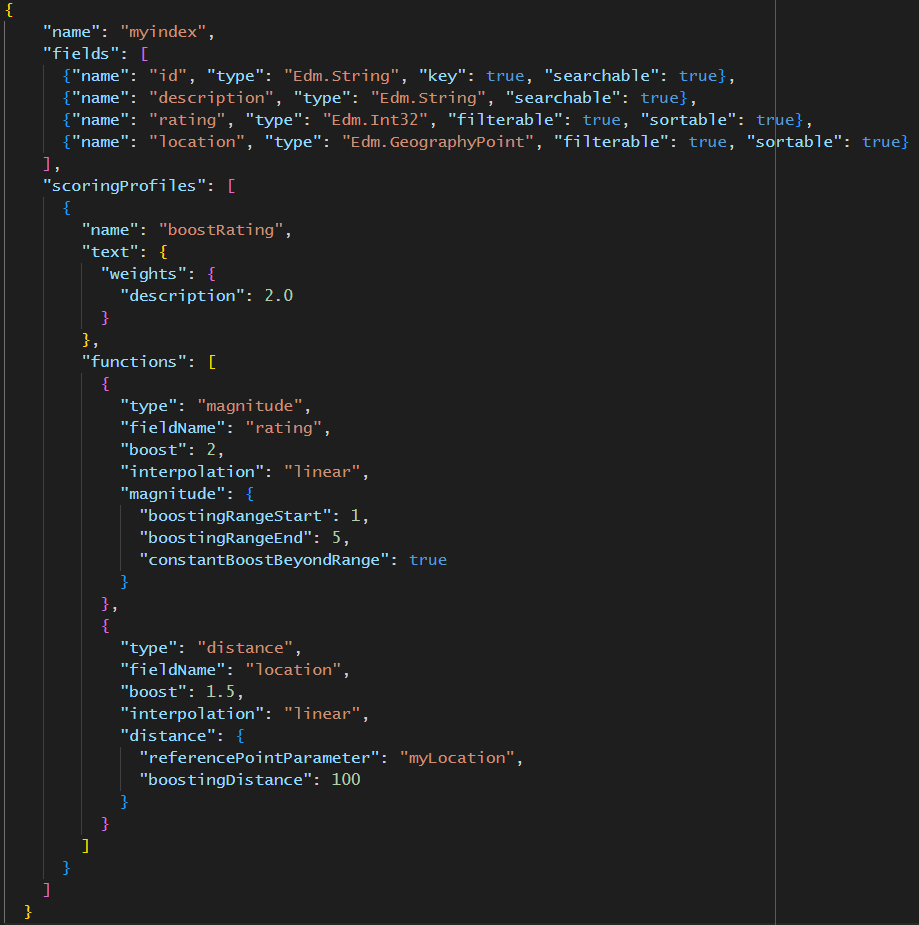 {
"name": "myindex",
"fields": [
{"name": "id", "type": "Edm.String", "key": true, "searchable": true},
{"name": "description", "type": "Edm.String", "searchable": true},
{"name": "rating", "type": "Edm.Int32", "filterable": true, "sortable": true},
{"name": "location", "type": "Edm.GeographyPoint", "filterable": true, "sortable": true}
],
"scoringProfiles": [
{
"name": "boostRating",
"text": {
"weights": {
"description": 2.0
}
},
"functions": [
{
"type": "magnitude",
"fieldName": "rating",
"boost": 2,
"interpolation": "linear",
"magnitude": {
"boostingRangeStart": 1,
"boostingRangeEnd": 5,
"constantBoostBeyondRange": true
}
},
{
"type": "distance",
"fieldName": "location",
"boost": 1.5,
"interpolation": "linear",
"distance": {
"referencePointParameter": "myLocation",
"boostingDistance": 100
}
}
]
}
]
}